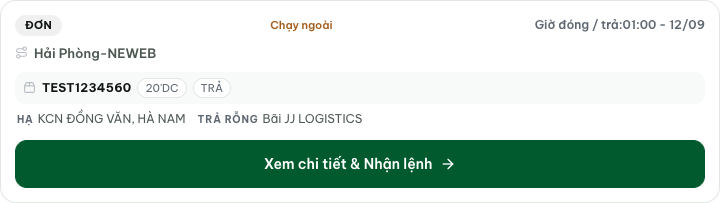 ĐƠN Chạy ngoài Giờ đóng / trả:01:00 - 12/09
Hải Phòng-NEWEB
TEST1234560 20'DC TRẢ
HẠ KCN ĐỒNG VĂN, HÀ NAM TRẢ RỖNG Bãi JJ LOGISTICS
Xem chi tiết & Nhận lệnh →